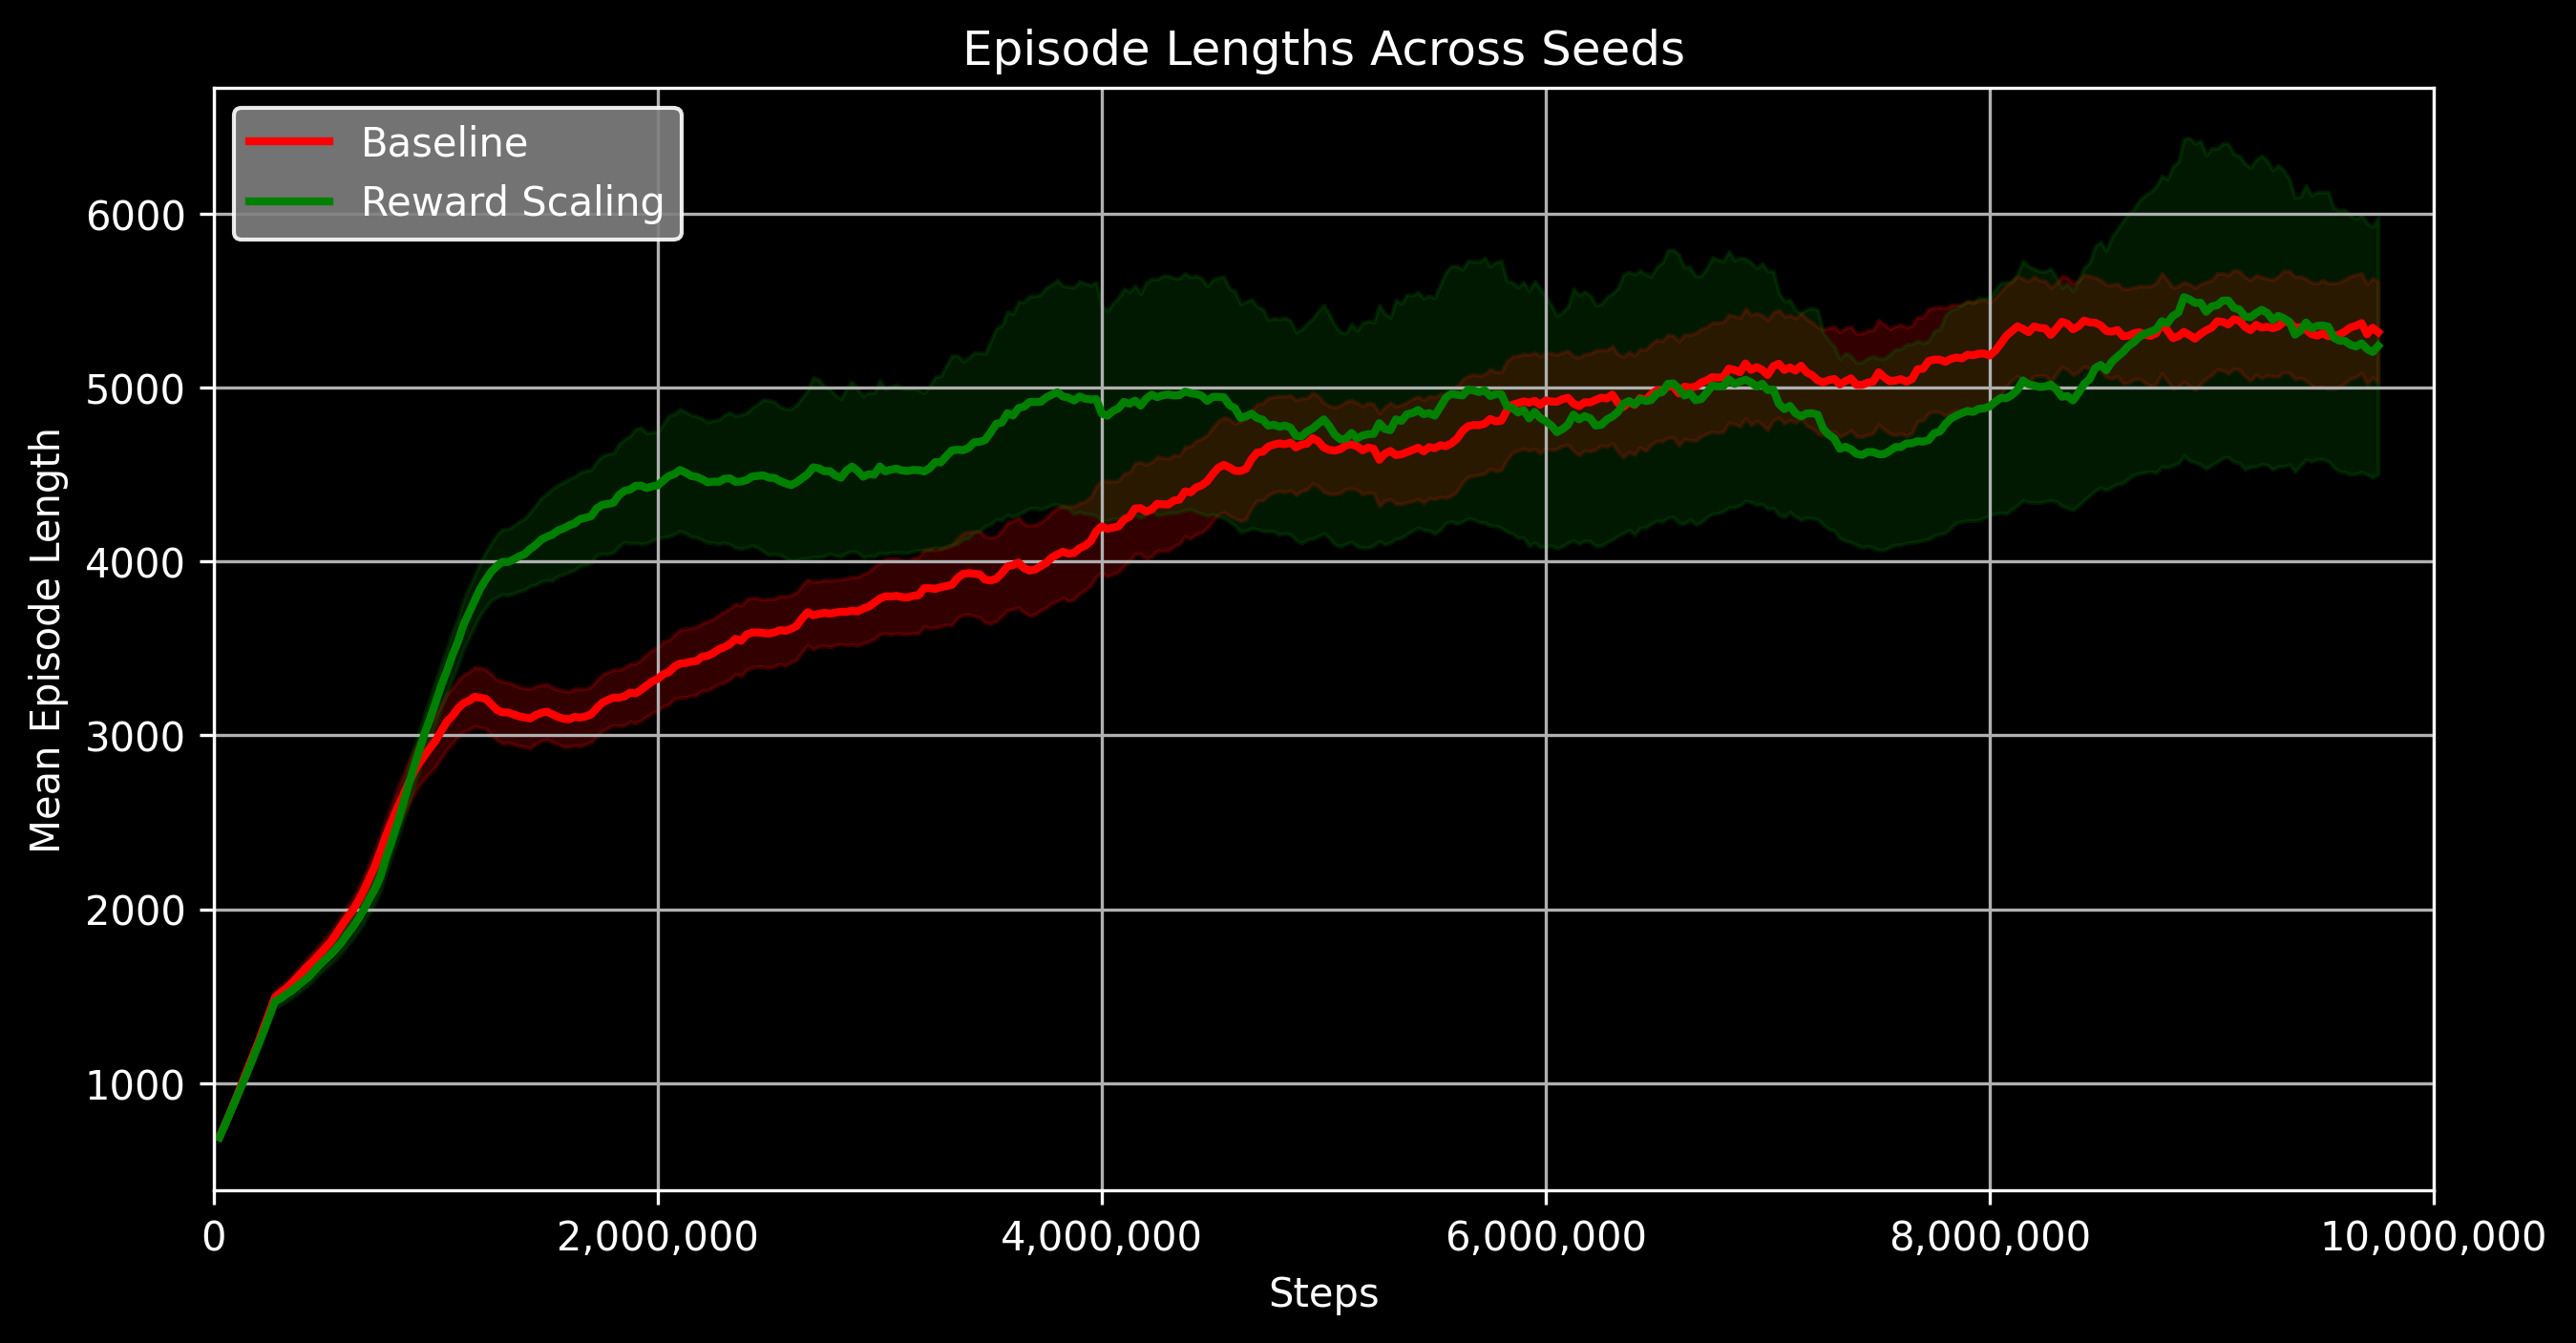 Episode Lengths Across Seeds
Baseline
Reward Scaling
Mean Episode Length
6000
5000
4000
3000
2000
1000
0
2,000,000
4,000,000
6,000,000
8,000,000
10,000,000
Steps